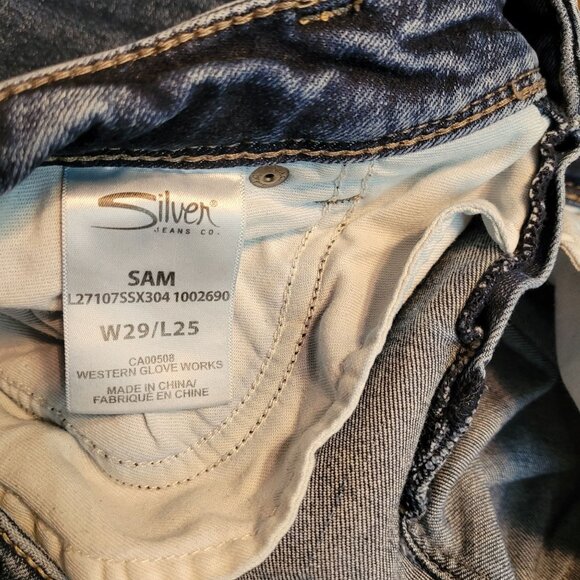 Silver
JEANS CO.
SAM
L27107SSX304 1002690
W29/L25
CA00508
WESTERN GLOVE WORKS
MADE IN CHINA/
FABRIQUÉ EN CHINE